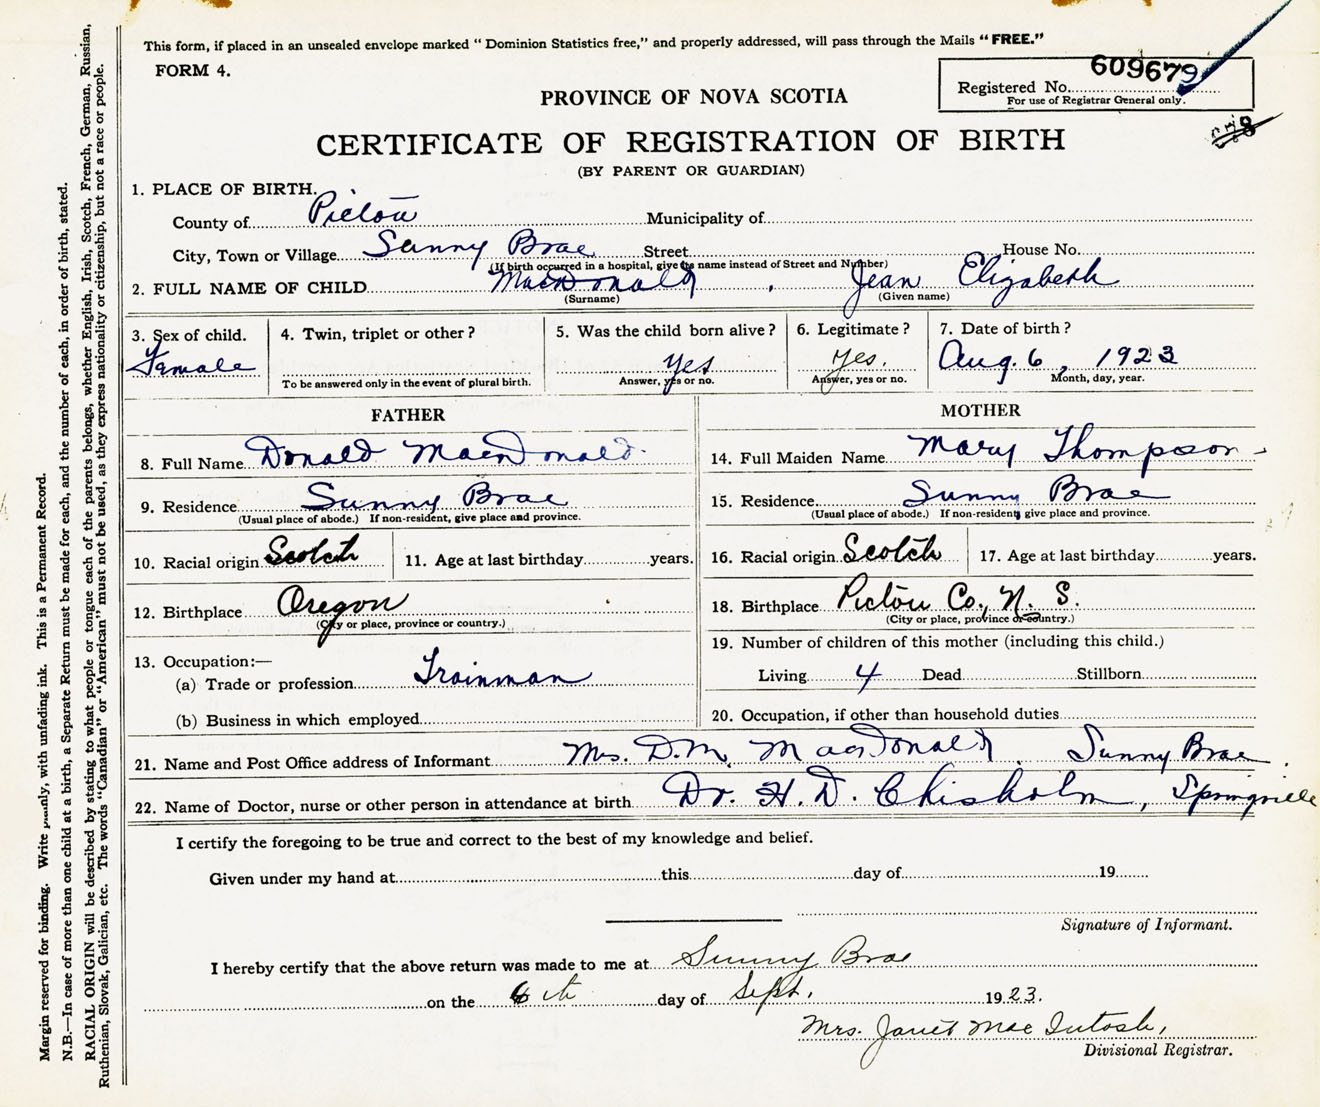 This form, if placed in an unsealed envelope marked “Dominion Statistics free,” and properly addressed, will pass through the Mails “FREE.”
FORM 4.
609679
Registered No.
For use of Registrar General only.
PROVINCE OF NOVA SCOTIA
CERTIFICATE OF REGISTRATION OF BIRTH
(BY PARENT OR GUARDIAN)
1. PLACE OF BIRTH.
County of Pictou Municipality of
City, Town or Village Sunny Brae Street House No.
(If birth occurred in a hospital, give its name instead of Street and Number)
2. FULL NAME OF CHILD MacDonald, Jean Elizabeth
(Surname) (Given name)
3. Sex of child. 4. Twin, triplet or other? 5. Was the child born alive? 6. Legitimate? 7. Date of birth?
Female Yes Yes. Aug. 6, 1923
To be answered only in the event of plural birth. Answer, yes or no. Answer, yes or no. Month, day, year.
FATHER
8. Full Name Donald MacDonald
9. Residence Sunny Brae
(Usual place of abode.) If non-resident, give place and province.
10. Racial origin Scotch 11. Age at last birthday years.
12. Birthplace Oregon
(City or place, province or country.)
13. Occupation:—
(a) Trade or profession Trainman
(b) Business in which employed
MOTHER
14. Full Maiden Name Mary Thompson
15. Residence Sunny Brae
(Usual place of abode.) If non-resident, give place and province.
16. Racial origin Scotch 17. Age at last birthday years.
18. Birthplace Pictou Co., N. S.
(City or place, province or country.)
19. Number of children of this mother (including this child.)
Living 4 Dead Stillborn
20. Occupation, if other than household duties
21. Name and Post Office address of Informant Mrs. D.M. MacDonald, Sunny Brae.
22. Name of Doctor, nurse or other person in attendance at birth Dr. H. D. Chisholm, Springville
I certify the foregoing to be true and correct to the best of my knowledge and belief.
Given under my hand at this day of 19
Signature of Informant.
I hereby certify that the above return was made to me at Sunny Brae
on the 6th day of Sept. 1923.
Mrs. Janet MacIntosh,
Divisional Registrar.
Margin reserved for binding. Write plainly, with unfading ink. This is a Permanent Record.
N.B.—In case of more than one child at a birth, a Separate Return must be made for each, and the number of each, in order of birth, stated.
RACIAL ORIGIN will be described by stating to what people or tongue each of the parents belongs, whether English, Irish, Scotch, French, German, Russian,
Ruthenian, Slovak, Galician, etc. The words “Canadian” or “American” must not be used, as they express nationality or citizenship, but not a race or people.